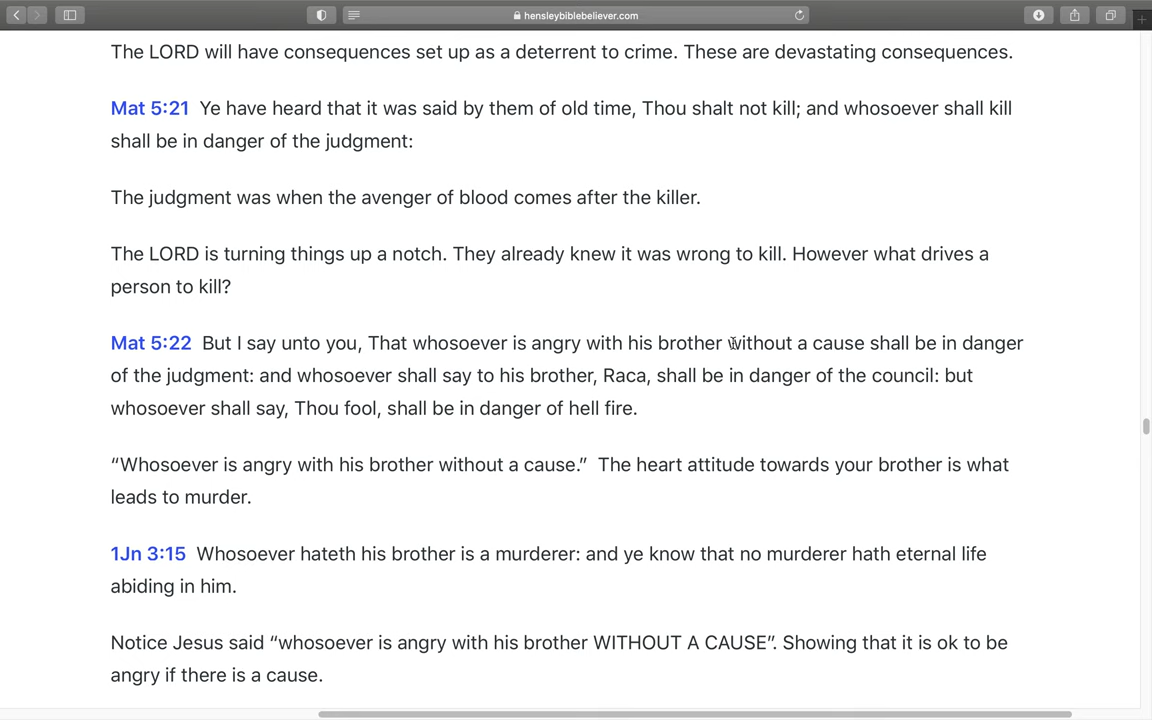 hensleybiblebeliever.com
The LORD will have consequences set up as a deterrent to crime. These are devastating consequences.
Mat 5:21 Ye have heard that it was said by them of old time, Thou shalt not kill; and whosoever shall kill
shall be in danger of the judgment:
The judgment was when the avenger of blood comes after the killer.
The LORD is turning things up a notch. They already knew it was wrong to kill. However what drives a
person to kill?
Mat 5:22 But I say unto you, That whosoever is angry with his brother without a cause shall be in danger
of the judgment: and whosoever shall say to his brother, Raca, shall be in danger of the council: but
whosoever shall say, Thou fool, shall be in danger of hell fire.
“Whosoever is angry with his brother without a cause.” The heart attitude towards your brother is what
leads to murder.
1Jn 3:15 Whosoever hateth his brother is a murderer: and ye know that no murderer hath eternal life
abiding in him.
Notice Jesus said “whosoever is angry with his brother WITHOUT A CAUSE”. Showing that it is ok to be
angry if there is a cause.